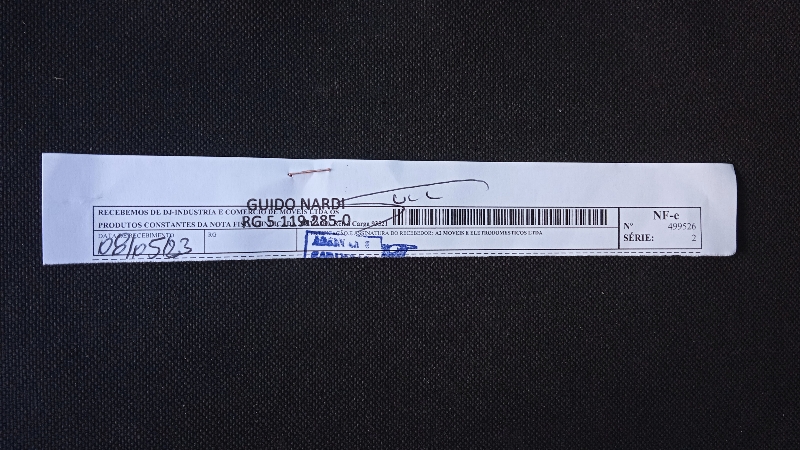 GUIDO NARDI
RECEBEMOS DE DJ-INDUSTRIA E COMERCIO DE MOVEIS LTDA OS
RG 5.119.285.0
PRODUTOS CONSTANTES DA NOTA
NF-e
Nº 499526
SÉRIE: 2
DATA DE RECEBIMENTO
RG
ASSINATURA DO RECEBEDOR: A2 MOVEIS E ELETRODOMESTICOS LTDA
08/05/23